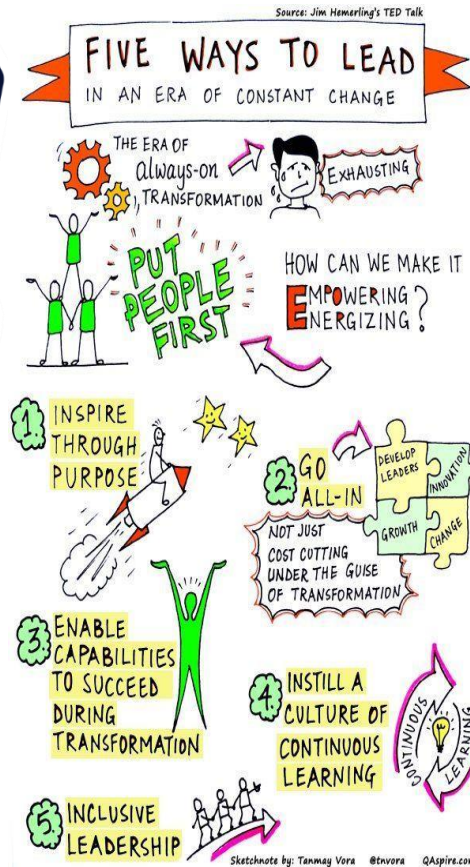 Source: Jim Hemerling's TED Talk
FIVE WAYS TO LEAD
IN AN ERA OF CONSTANT CHANGE
THE ERA OF
always-on
TRANSFORMATION
EXHAUSTING
PUT
PEOPLE
FIRST
HOW CAN WE MAKE IT
EMPOWERING
ENERGIZING?
1. INSPIRE
THROUGH
PURPOSE
2. GO
ALL-IN
DEVELOP
LEADERS
INNOVATION
GROWTH
CHANGE
NOT JUST
COST CUTTING
UNDER THE GUISE
OF TRANSFORMATION
3. ENABLE
CAPABILITIES
TO SUCCEED
DURING
TRANSFORMATION
4. INSTILL A
CULTURE OF
CONTINUOUS
LEARNING
CONTINUOUS
LEARNING
5. INCLUSIVE
LEADERSHIP
Sketchnote by: Tanmay Vora @tnvora QAspire.co